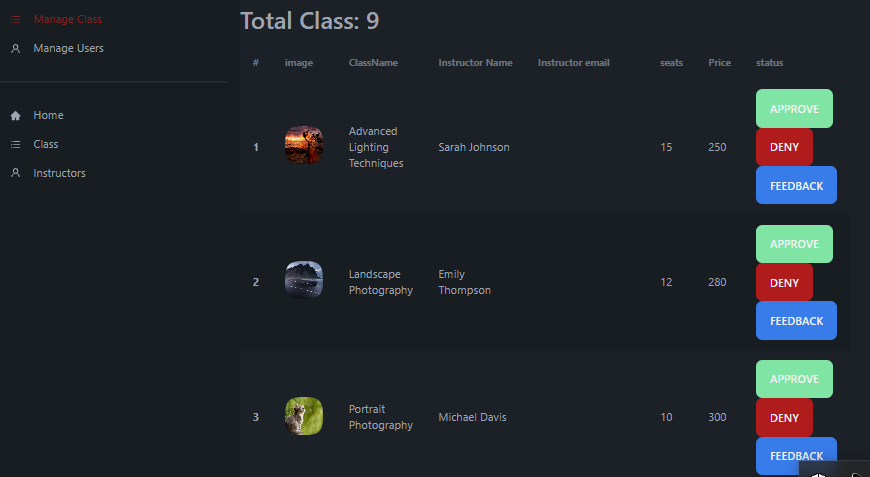 Manage Class
Manage Users
Home
Class
Instructors
Total Class: 9
# image ClassName Instructor Name Instructor email seats Price status
1 Advanced Lighting Techniques Sarah Johnson 15 250 APPROVE DENY FEEDBACK
2 Landscape Photography Emily Thompson 12 280 APPROVE DENY FEEDBACK
3 Portrait Photography Michael Davis 10 300 APPROVE DENY FEEDBACK